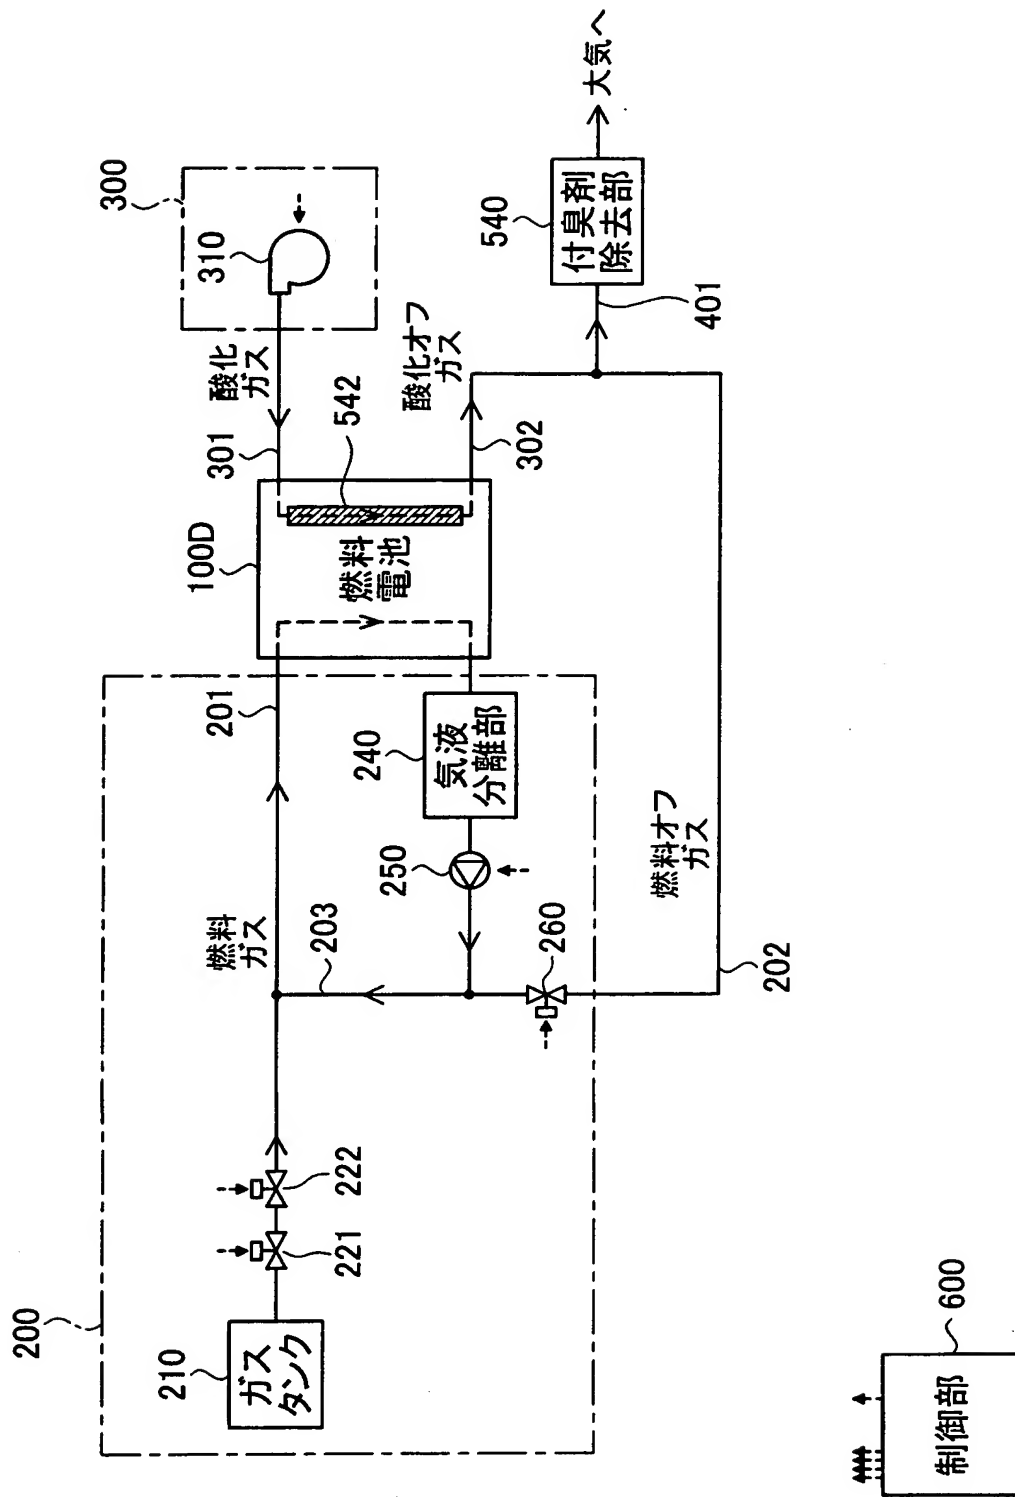 200
210
ガス
タンク
221
222
燃料
ガス
203
201
250
240
気液
分離部
260
202
燃料オフ
ガス
100D
燃料
電池
542
301
酸化
ガス
300
310
302
酸化オフ
ガス
401
540
付臭剤
除去部
大気へ
600
制御部